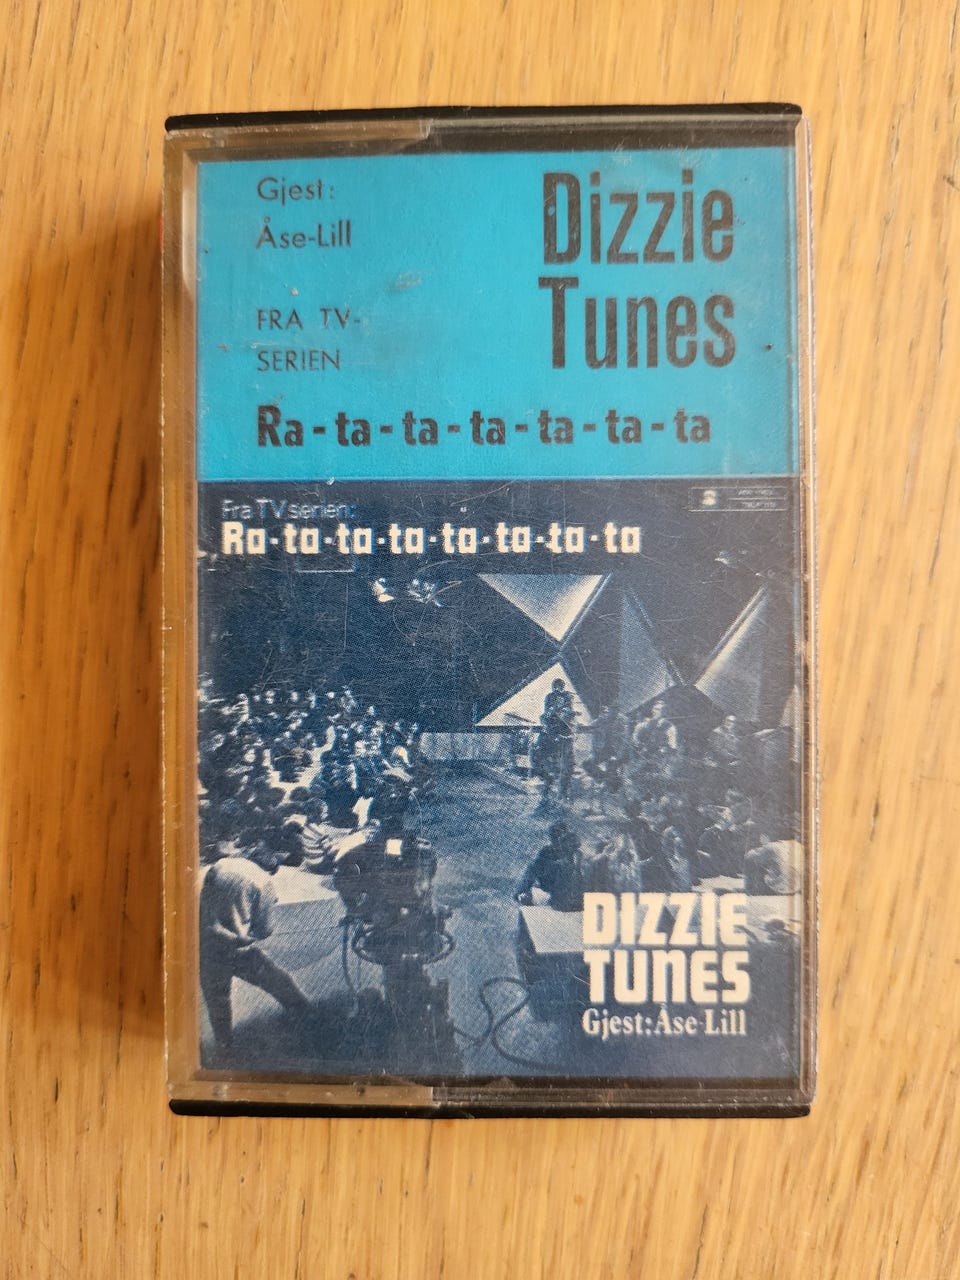 Gjest:
Åse-Lill
FRA TV-
SERIEN
Dizzie
Tunes
Ra-ta-ta-ta-ta-ta-ta
Fra TV.serien:
Ra·ta·ta·ta·ta·ta·ta·ta
DIZZIE
TUNES
Gjest:Åse-Lill